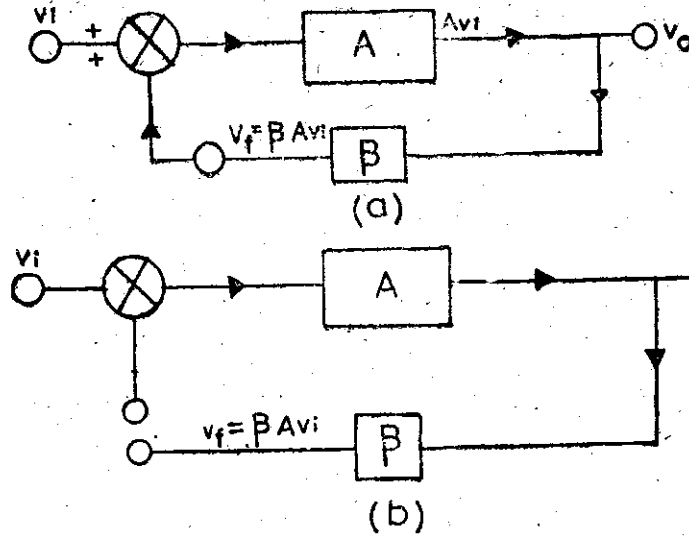 vi
+
+
A
Avi
vo
Vf = β Avi
β
(a)
vi
A
vf = β Avi
β
(b)